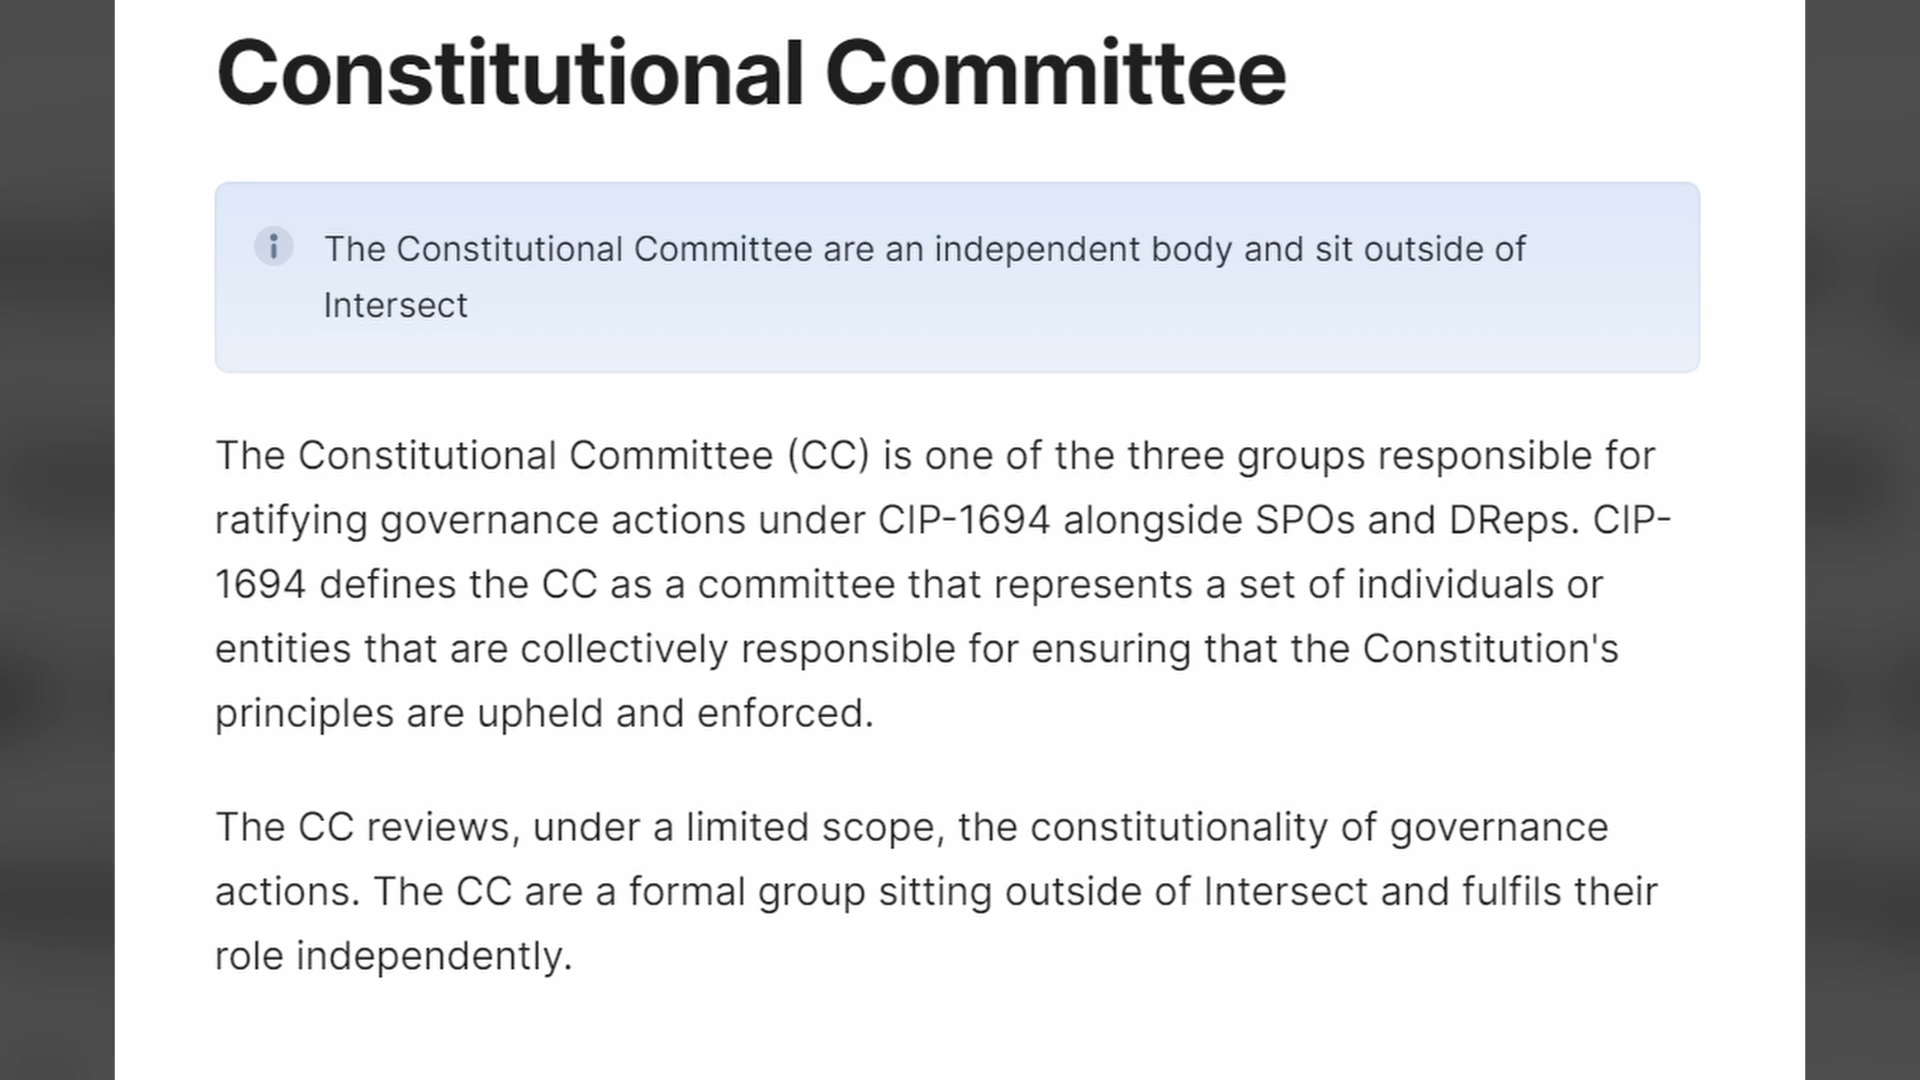 Constitutional Committee
The Constitutional Committee are an independent body and sit outside of
Intersect
The Constitutional Committee (CC) is one of the three groups responsible for
ratifying governance actions under CIP-1694 alongside SPOs and DReps. CIP-
1694 defines the CC as a committee that represents a set of individuals or
entities that are collectively responsible for ensuring that the Constitution's
principles are upheld and enforced.
The CC reviews, under a limited scope, the constitutionality of governance
actions. The CC are a formal group sitting outside of Intersect and fulfils their
role independently.